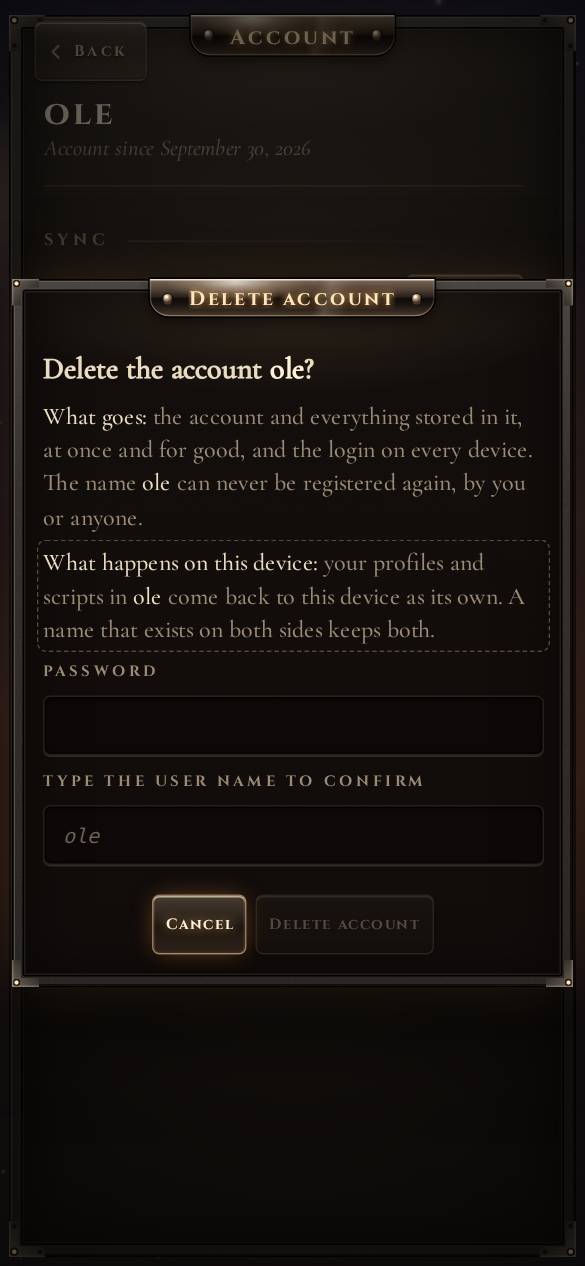 Back
Account
OLE
Account since September 30, 2026
SYNC
Delete account
Delete the account ole?
What goes: the account and everything stored in it,
at once and for good, and the login on every device.
The name ole can never be registered again, by you
or anyone.
What happens on this device: your profiles and
scripts in ole come back to this device as its own. A
name that exists on both sides keeps both.
PASSWORD
TYPE THE USER NAME TO CONFIRM
ole
Cancel
Delete account